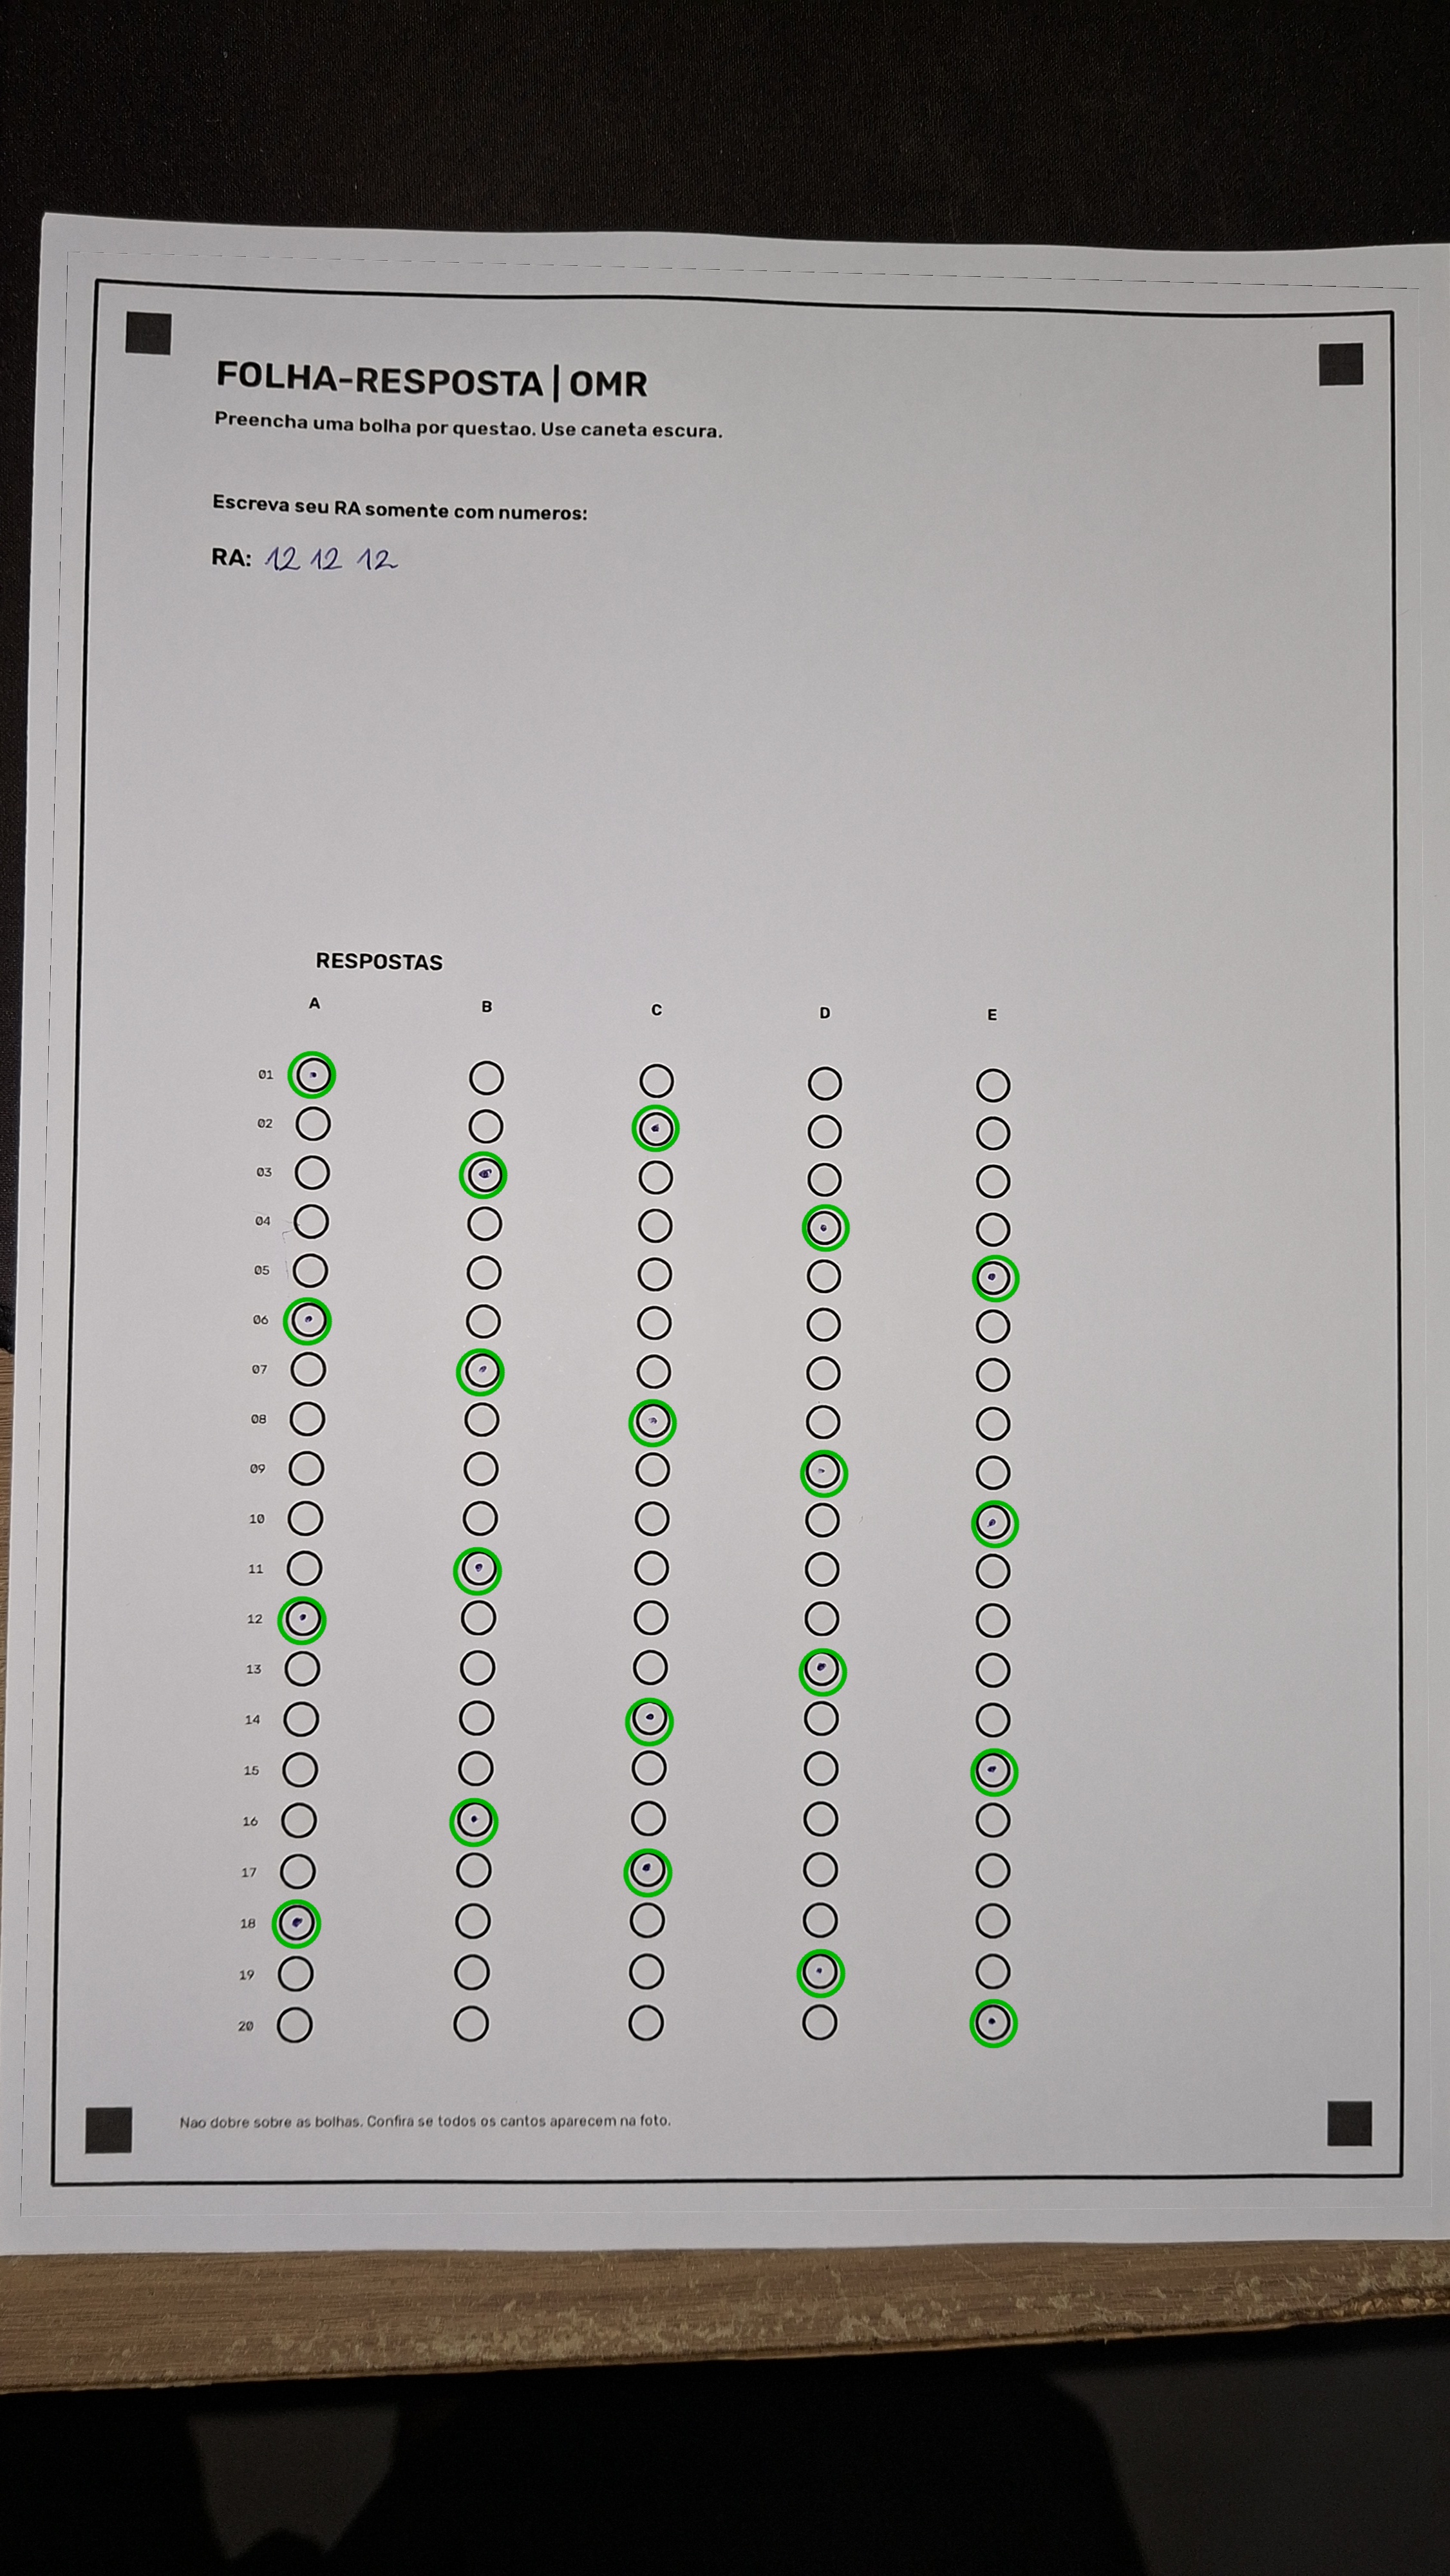 FOLHA-RESPOSTA | OMR
Preencha uma bolha por questao. Use caneta escura.
Escreva seu RA somente com numeros:
RA: 12 12 12
RESPOSTAS
A B C D E
01
02
03
04
05
06
07
08
09
10
11
12
13
14
15
16
17
18
19
20
Nao dobre sobre as bolhas. Confira se todos os cantos aparecem na foto.